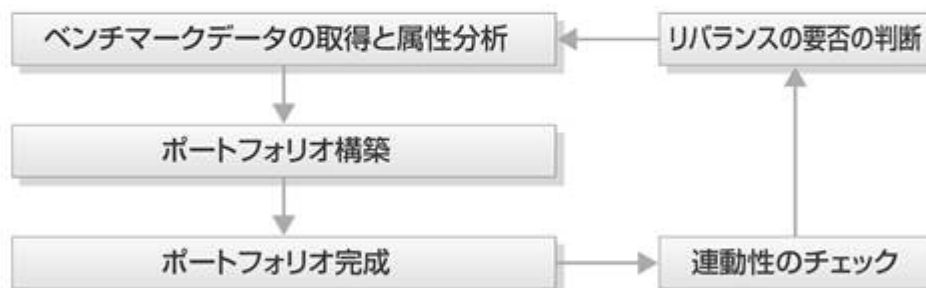 ベンチマークデータの取得と属性分析
リバランスの要否の判断
ポートフォリオ構築
ポートフォリオ完成
連動性のチェック